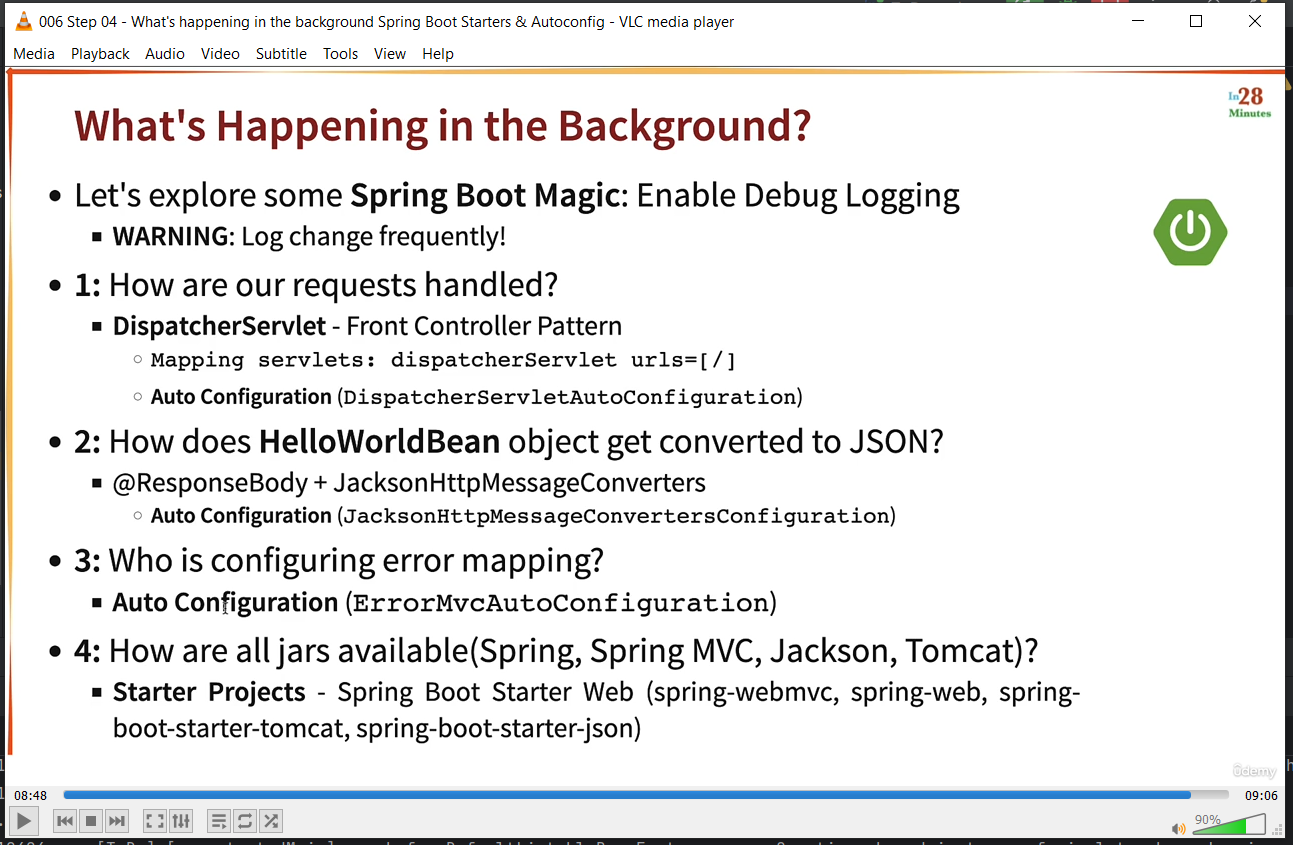 006 Step 04 - What's happening in the background Spring Boot Starters & Autoconfig - VLC media player
Media Playback Audio Video Subtitle Tools View Help
In28
Minutes
What's Happening in the Background?
• Let's explore some Spring Boot Magic: Enable Debug Logging
▪ WARNING: Log change frequently!
• 1: How are our requests handled?
▪ DispatcherServlet - Front Controller Pattern
○ Mapping servlets: dispatcherServlet urls=[/]
○ Auto Configuration (DispatcherServletAutoConfiguration)
• 2: How does HelloWorldBean object get converted to JSON?
▪ @ResponseBody + JacksonHttpMessageConverters
○ Auto Configuration (JacksonHttpMessageConvertersConfiguration)
• 3: Who is configuring error mapping?
▪ Auto Configuration (ErrorMvcAutoConfiguration)
• 4: How are all jars available(Spring, Spring MVC, Jackson, Tomcat)?
▪ Starter Projects - Spring Boot Starter Web (spring-webmvc, spring-web, spring-
boot-starter-tomcat, spring-boot-starter-json)
ûdemy
08:48 09:06
90%